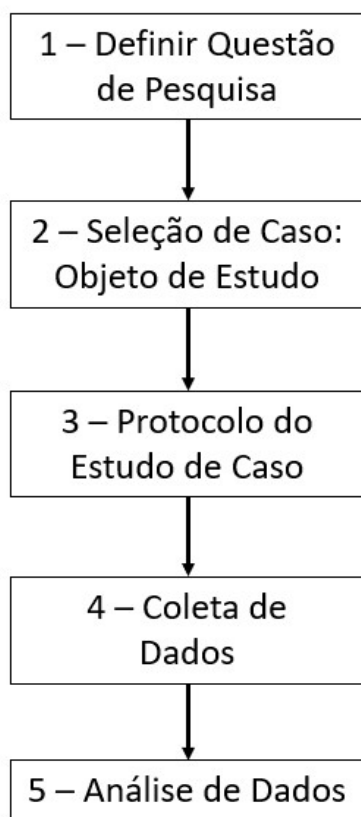 1 – Definir Questão
de Pesquisa
2 – Seleção de Caso:
Objeto de Estudo
3 – Protocolo do
Estudo de Caso
4 – Coleta de
Dados
5 – Análise de Dados